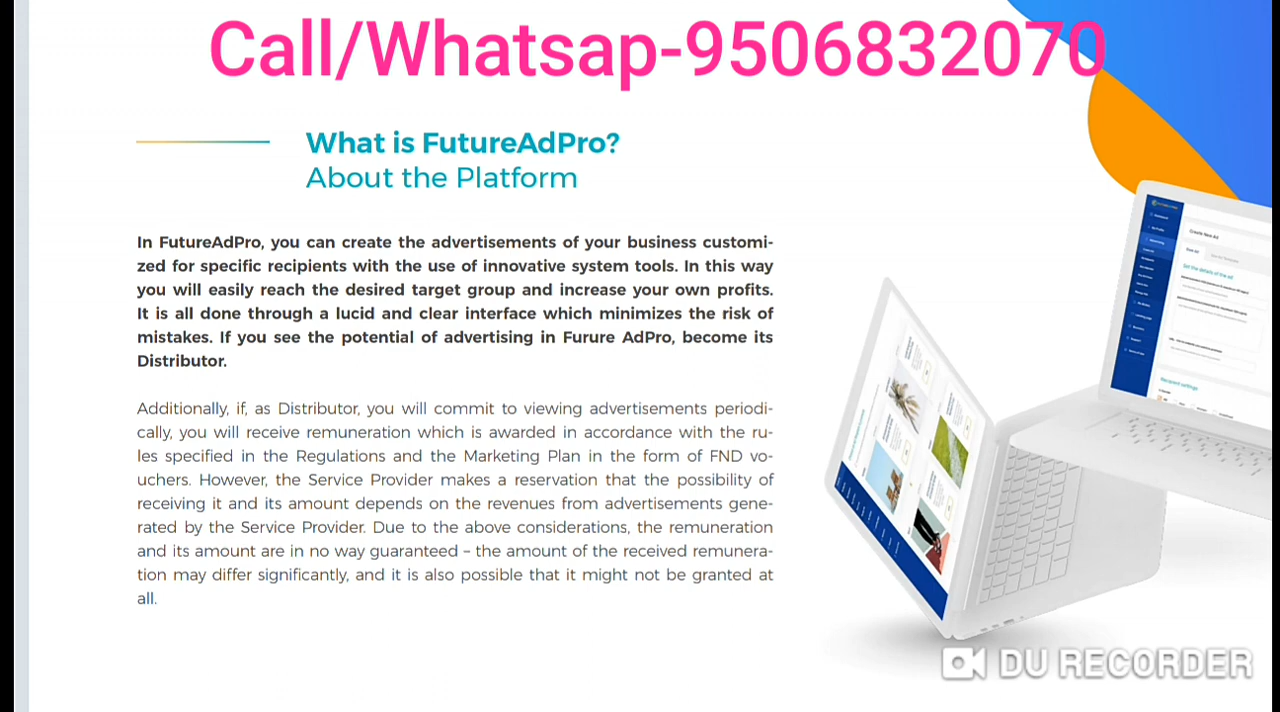 Call/Whatsap-9506832070
What is FutureAdPro?
About the Platform
In FutureAdPro, you can create the advertisements of your business customi-
zed for specific recipients with the use of innovative system tools. In this way
you will easily reach the desired target group and increase your own profits.
It is all done through a lucid and clear interface which minimizes the risk of
mistakes. If you see the potential of advertising in Furure AdPro, become its
Distributor.
Additionally, if, as Distributor, you will commit to viewing advertisements periodi-
cally, you will receive remuneration which is awarded in accordance with the ru-
les specified in the Regulations and the Marketing Plan in the form of FND vo-
uchers. However, the Service Provider makes a reservation that the possibility of
receiving it and its amount depends on the revenues from advertisements gene-
rated by the Service Provider. Due to the above considerations, the remuneration
and its amount are in no way guaranteed – the amount of the received remunera-
tion may differ significantly, and it is also possible that it might not be granted at
all.
Create New Ad
DU RECORDER